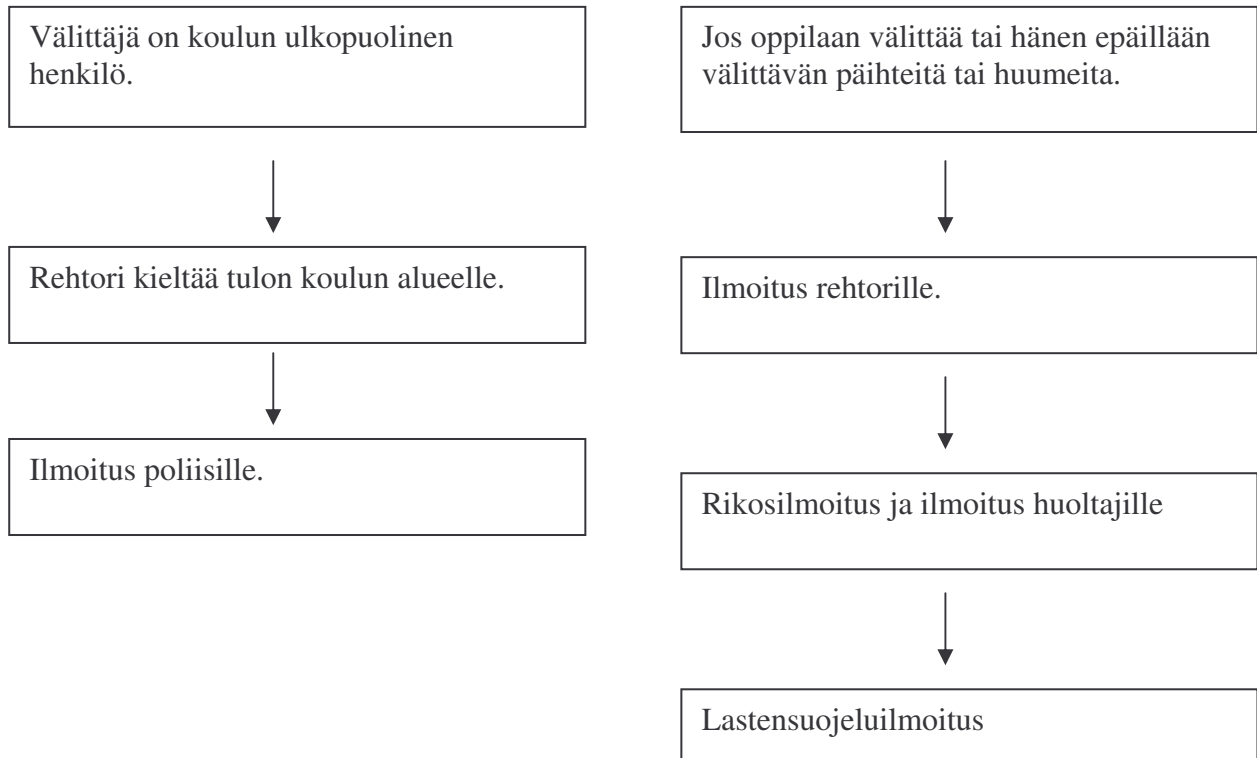 Välittäjä on koulun ulkopuolinen
henkilö.
Rehtori kieltää tulon koulun alueelle.
Ilmoitus poliisille.
Jos oppilaan välittää tai hänen epäillään
välittävän päihteitä tai huumeita.
Ilmoitus rehtorille.
Rikosilmoitus ja ilmoitus huoltajille
Lastensuojeluilmoitus